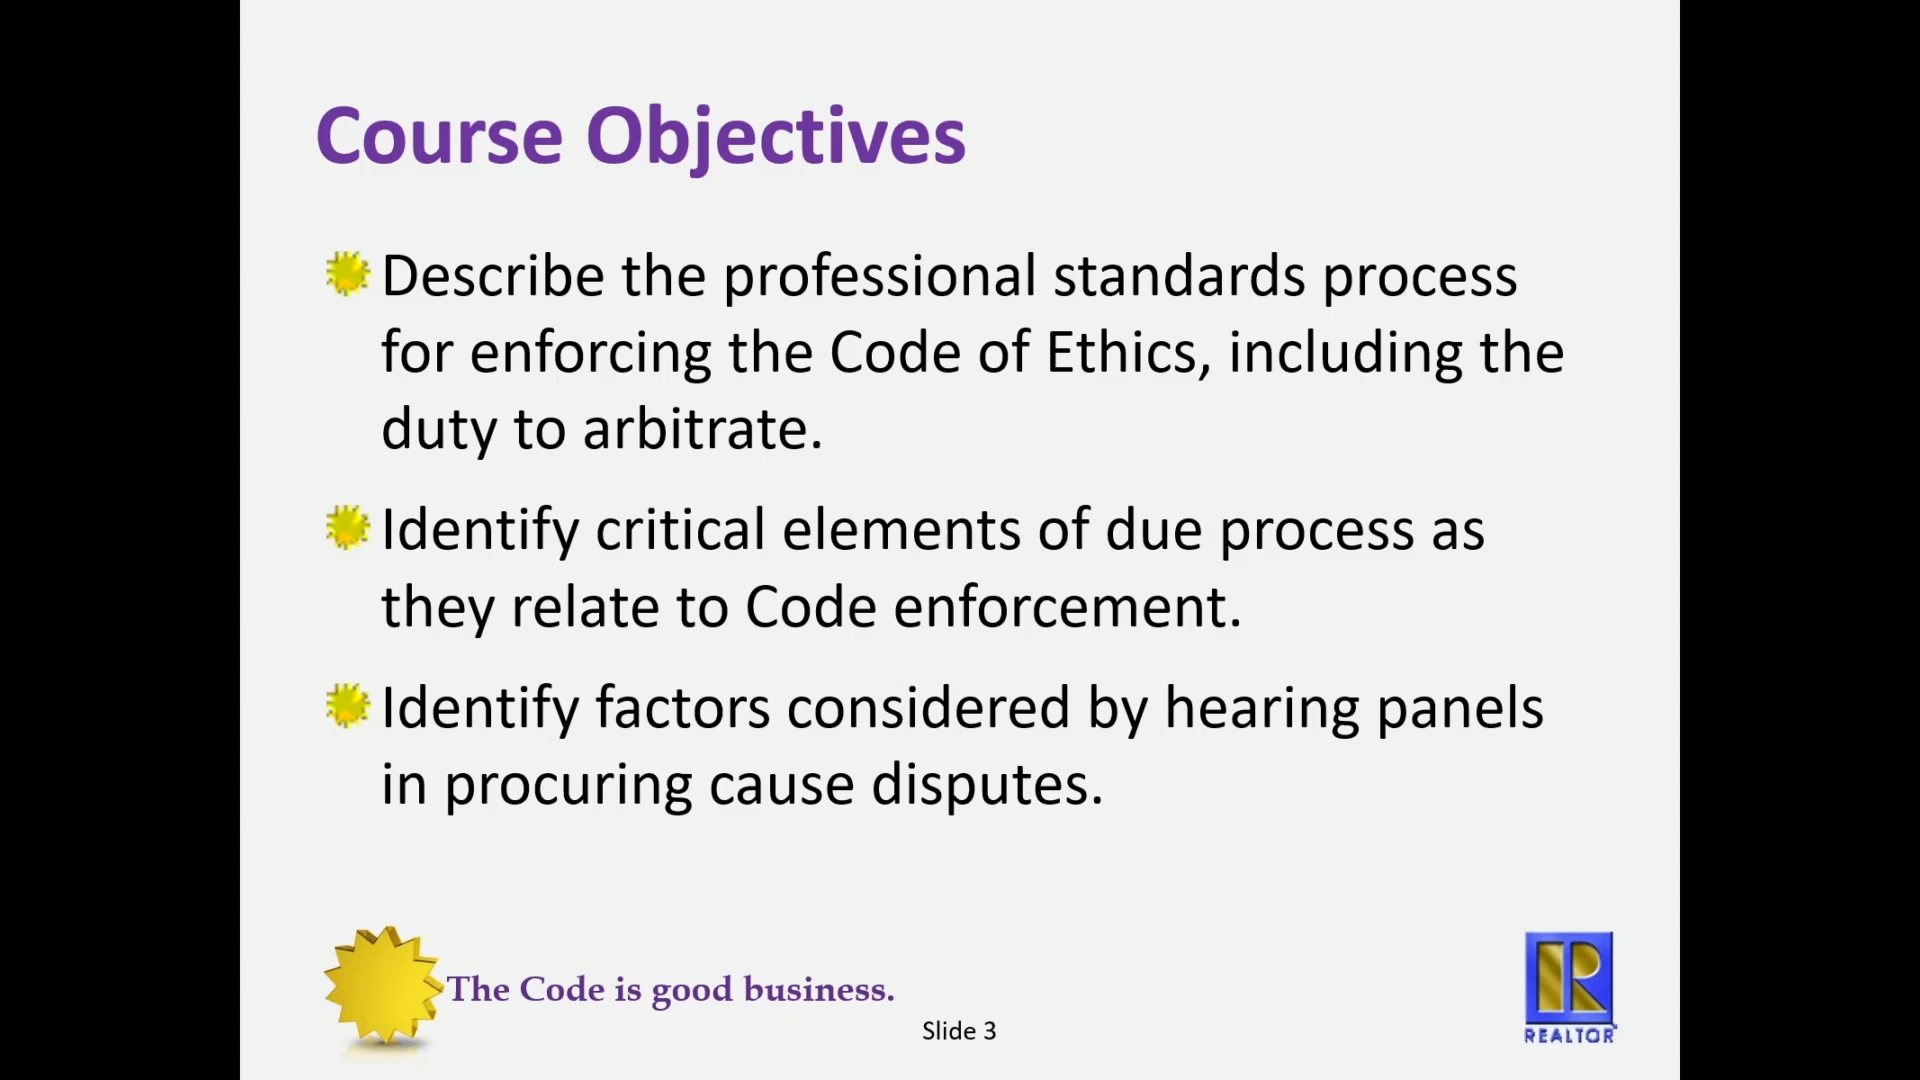 Course Objectives
Describe the professional standards process
for enforcing the Code of Ethics, including the
duty to arbitrate.
Identify critical elements of due process as
they relate to Code enforcement.
Identify factors considered by hearing panels
in procuring cause disputes.
The Code is good business.
Slide 3
R
REALTOR